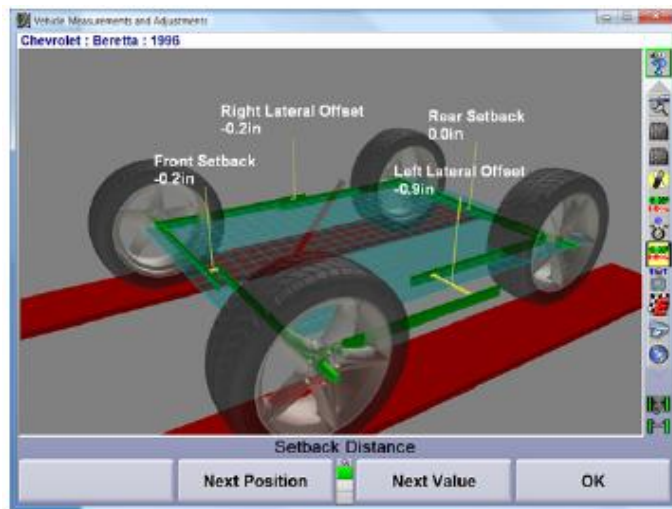 Vehicle Measurements and Adjustments
Chevrolet : Beretta : 1996
Right Lateral Offset
-0.2in
Rear Setback
0.0in
Front Setback
-0.2in
Left Lateral Offset
-0.9in
Setback Distance
Next Position
Next Value
OK